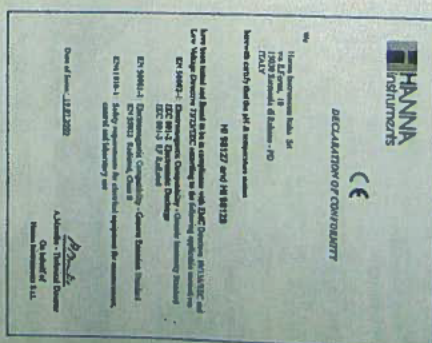 HANNA
instruments
CE
DECLARATION OF CONFORMITY
We
Hanna Instruments Italia Srl
via E.Fermi, 10
35030 Sarmeola di Rubano - PD
ITALY
herewith certify that the pH & temperature meters
HI 98127 and HI 98128
have been tested and found to be in compliance with EMC Directive 89/336/EEC and
Low Voltage Directive 73/23/EEC according to the following applicable normatives:
EN 50082-1 Electromagnetic Compatibility - Generic Immunity Standard
IEC 801-2 Electrostatic Discharge
IEC 801-3 RF Radiated
EN 50081-1 Electromagnetic Compatibility - Generic Emission Standard
EN 55022 Radiated, Class B
EN61010-1 Safety requirements for electrical equipment for measurement,
control and laboratory use
Date of Issue:
A.Marsilio - Technical Director
On behalf of
Hanna Instruments S.r.l.